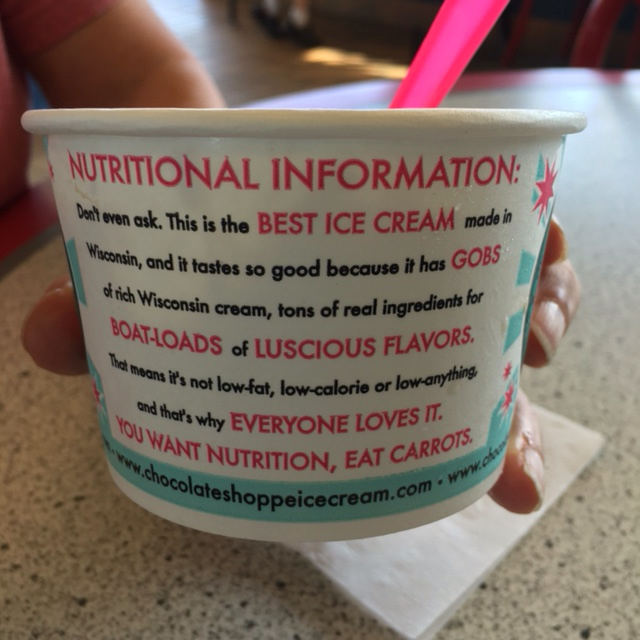 NUTRITIONAL INFORMATION:
Don't even ask. This is the BEST ICE CREAM made in
Wisconsin, and it tastes so good because it has GOBS
of rich Wisconsin cream, tons of real ingredients for
BOAT-LOADS of LUSCIOUS FLAVORS.
That means it's not low-fat, low-calorie or low-anything,
and that's why EVERYONE LOVES IT.
YOU WANT NUTRITION, EAT CARROTS.
· www.chocolateshoppeicecream.com · www.choc